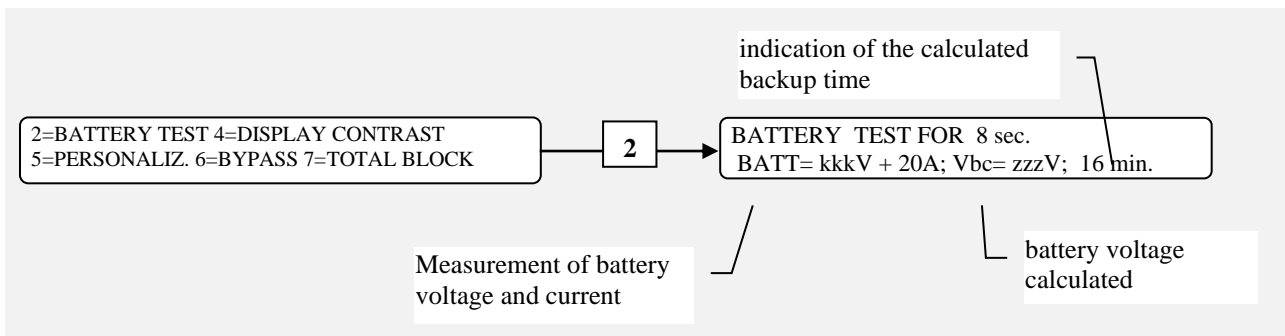 indication of the calculated
backup time
2=BATTERY TEST 4=DISPLAY CONTRAST
5=PERSONALIZ. 6=BYPASS 7=TOTAL BLOCK
2
BATTERY TEST FOR 8 sec.
BATT= kkkV + 20A; Vbc= zzzV; 16 min.
Measurement of battery
voltage and current
battery voltage
calculated